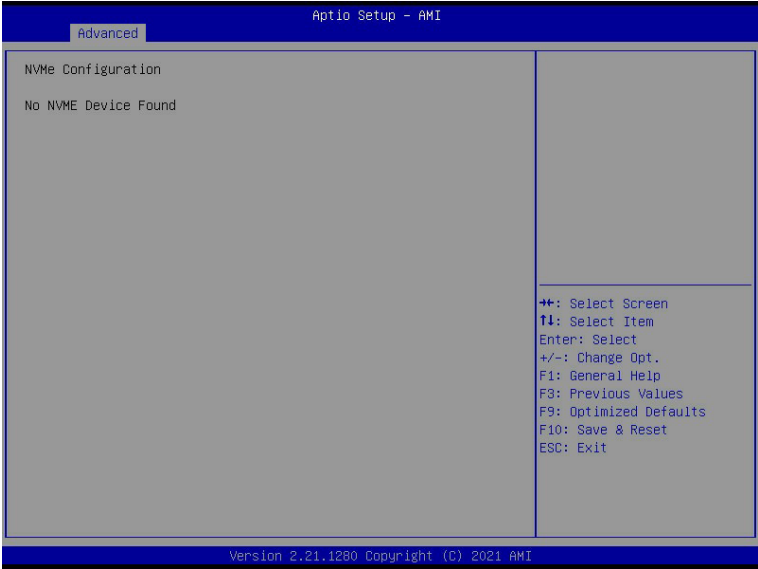 Aptio Setup – AMI
Advanced
NVMe Configuration
No NVME Device Found
→←: Select Screen
↑↓: Select Item
Enter: Select
+/-: Change Opt.
F1: General Help
F3: Previous Values
F9: Optimized Defaults
F10: Save & Reset
ESC: Exit
Version 2.21.1280 Copyright (C) 2021 AMI